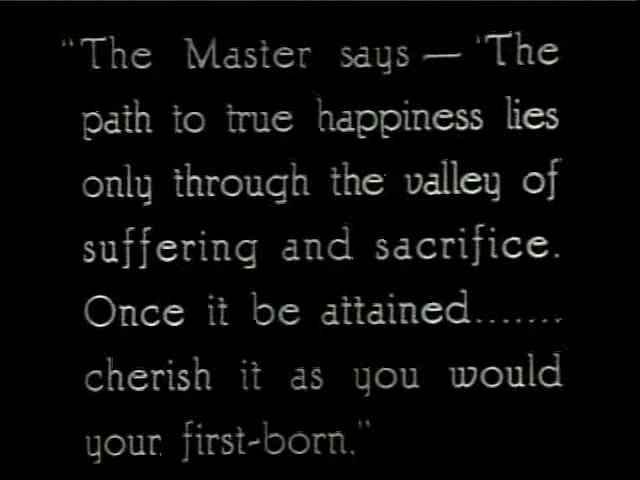 "The Master says — 'The
path to true happiness lies
only through the valley of
suffering and sacrifice.
Once it be attained.......
cherish it as you would
your first-born."